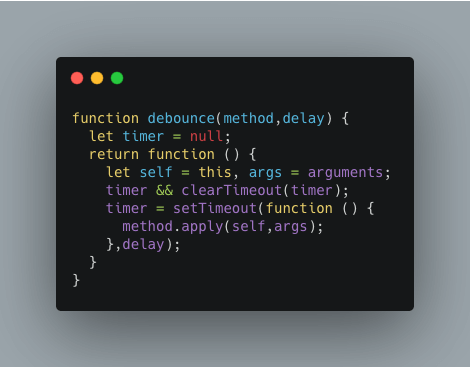 function debounce(method,delay) {
  let timer = null;
  return function () {
    let self = this, args = arguments;
    timer && clearTimeout(timer);
    timer = setTimeout(function () {
      method.apply(self,args);
    },delay);
  }
}